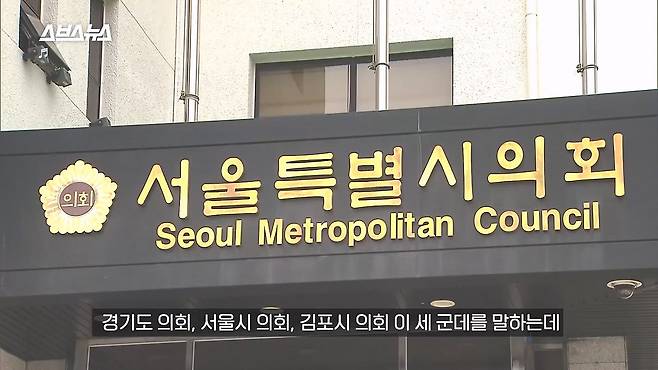 스브스뉴스
의회
서울특별시의회
Seoul Metropolitan Council
경기도 의회, 서울시 의회, 김포시 의회 이 세 군데를 말하는데